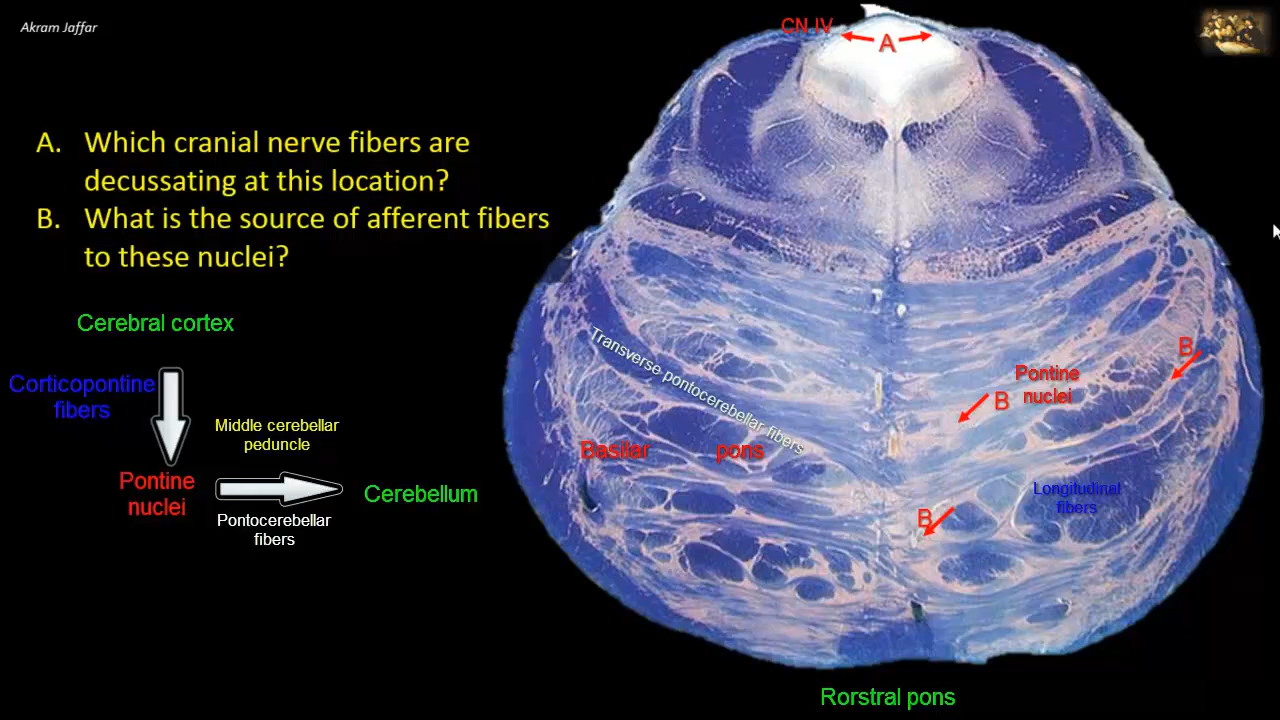 Akram Jaffar
CN IV
A
A. Which cranial nerve fibers are
decussating at this location?
B. What is the source of afferent fibers
to these nuclei?
Cerebral cortex
Corticopontine
fibers
Middle cerebellar
peduncle
Pontine
nuclei
Cerebellum
Pontocerebellar
fibers
Transverse pontocerebellar fibers
Basilar pons
B
Pontine
nuclei
B
Longitudinal
fibers
B
Rorstral pons